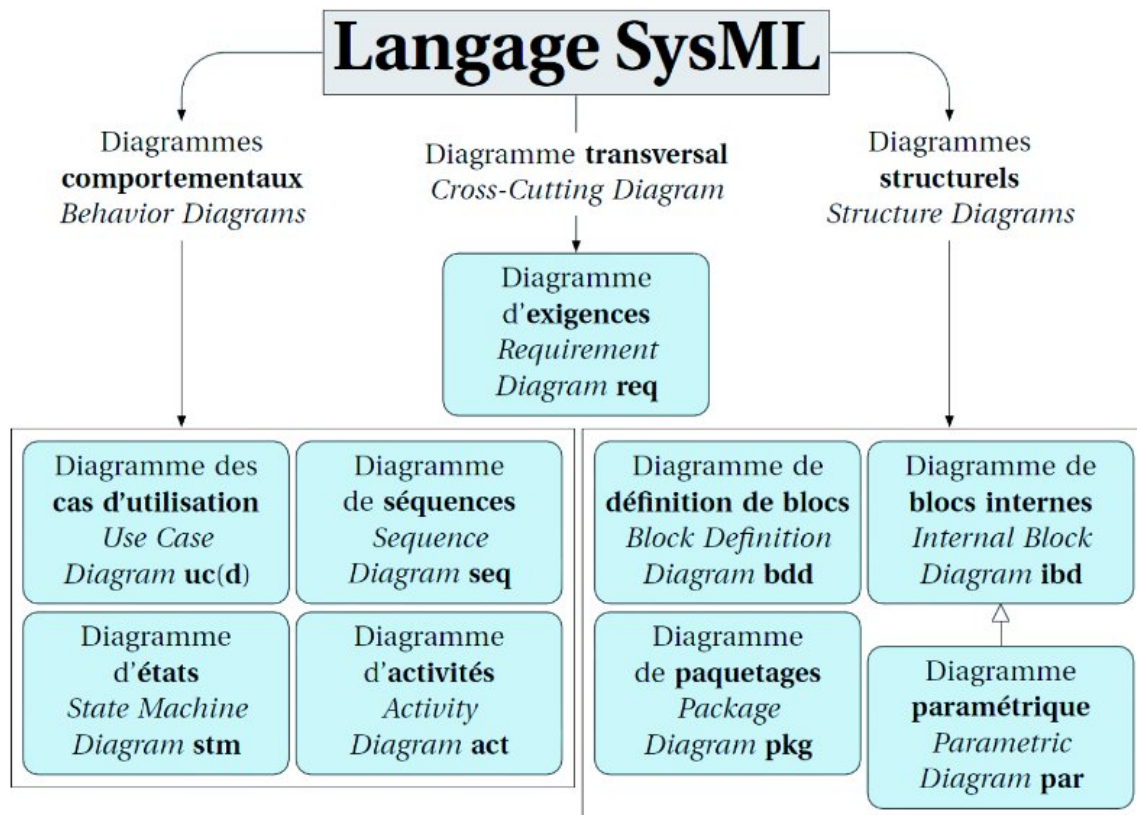 Langage SysML
Diagrammes
comportementaux
Behavior Diagrams
Diagramme transversal
Cross-Cutting Diagram
Diagrammes
structurels
Structure Diagrams
Diagramme
d'exigences
Requirement
Diagram req
Diagramme des
cas d'utilisation
Use Case
Diagram uc(d)
Diagramme
de séquences
Sequence
Diagram seq
Diagramme de
définition de blocs
Block Definition
Diagram bdd
Diagramme de
blocs internes
Internal Block
Diagram ibd
Diagramme
d'états
State Machine
Diagram stm
Diagramme
d'activités
Activity
Diagram act
Diagramme
de paquetages
Package
Diagram pkg
Diagramme
paramétrique
Parametric
Diagram par